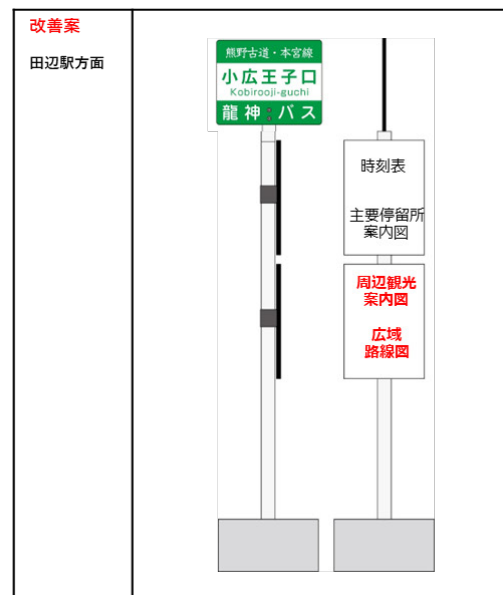 改善案
田辺駅方面
熊野古道・本宮線
小広王子口
Kobirooji-guchi
龍神バス
時刻表
主要停留所
案内図
周辺観光
案内図
広域
路線図